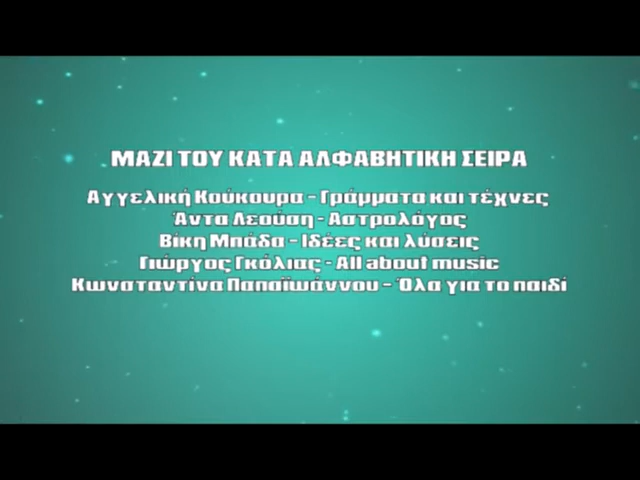 ΜΑΖΙ ΤΟΥ ΚΑΤΑ ΑΛΦΑΒΗΤΙΚΗ ΣΕΙΡΑ
Αγγελική Κούκουρα - Γράμματα και τέχνες
Άντα Λεούση - Αστρολόγος
Βίκη Μπάδα - Ιδέες και λύσεις
Γιώργος Γκόλιας - All about music
Κωνσταντίνα Παπαϊωάννου - Όλα για το παιδί